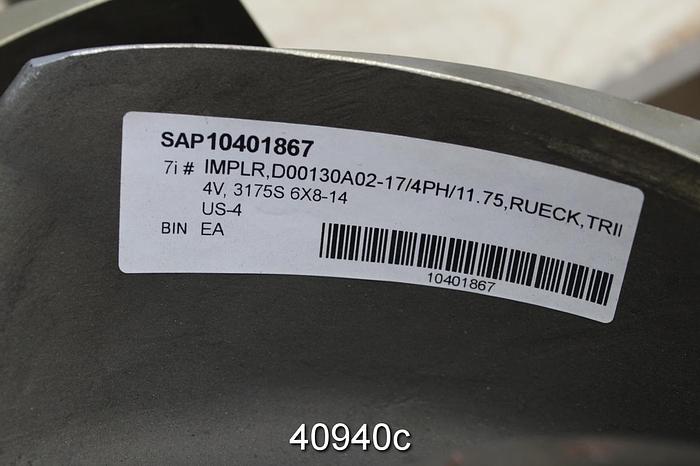 SAP10401867
7i # IMPLR,D00130A02-17/4PH/11.75,RUECK,TRII
4V, 3175S 6X8-14
US-4
BIN EA
10401867
40940c